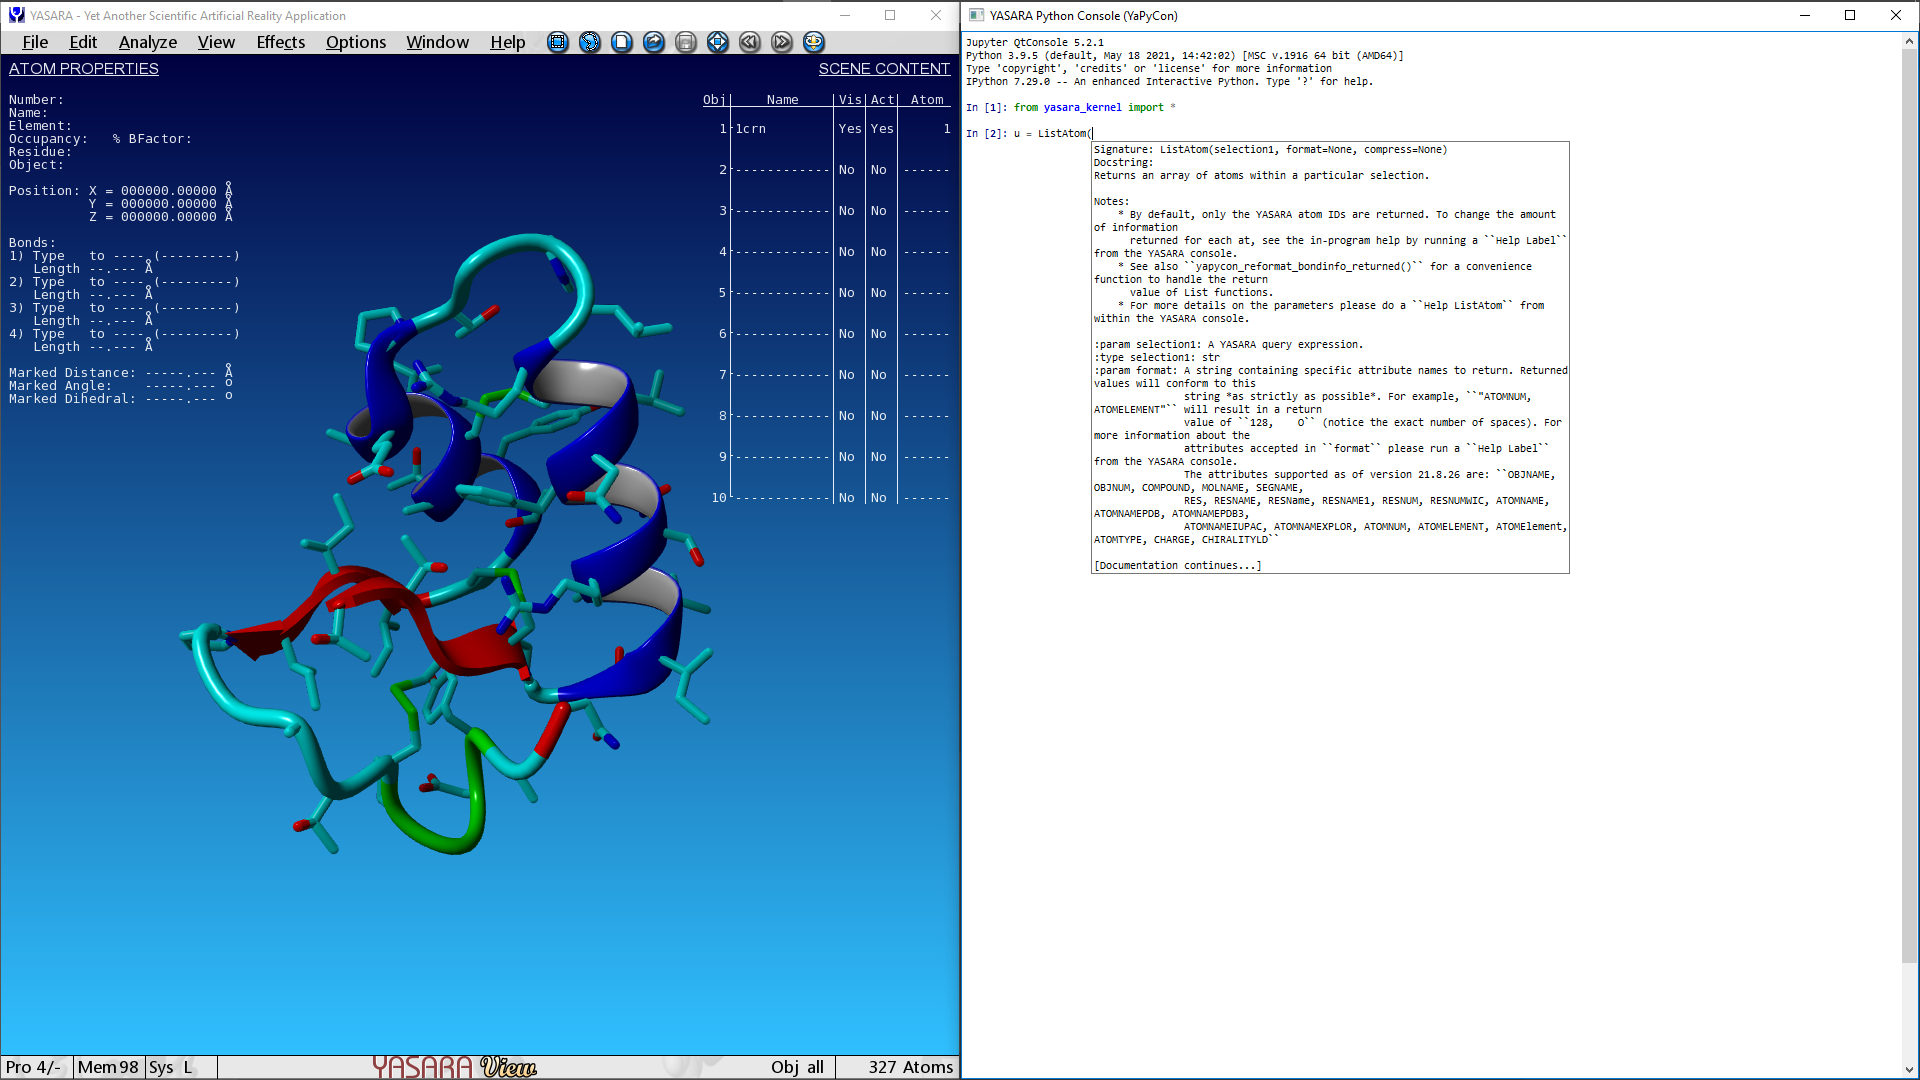 YASARA - Yet Another Scientific Artificial Reality Application
File Edit Analyze View Effects Options Window Help
ATOM PROPERTIES
Number:
Name:
Element:
Occupancy:   % BFactor:
Residue:
Object:
Position: X = 000000.00000 Å
Y = 000000.00000 Å
Z = 000000.00000 Å
Bonds:
1) Type   to ----.(---------)
Length --.--- Å
2) Type   to ----.(---------)
Length --.--- Å
3) Type   to ----.(---------)
Length --.--- Å
4) Type   to ----.(---------)
Length --.--- Å
Marked Distance: -----.--- Å
Marked Angle:    -----.--- o
Marked Dihedral: -----.--- o
SCENE CONTENT
Obj Name Vis Act Atom
1 1crn Yes Yes 1
2 ------------ No No ------
3 ------------ No No ------
4 ------------ No No ------
5 ------------ No No ------
6 ------------ No No ------
7 ------------ No No ------
8 ------------ No No ------
9 ------------ No No ------
10 ------------ No No ------
Pro 4/- Mem 98 Sys L YASARA View Obj all 327 Atoms
YASARA Python Console (YaPyCon)
Jupyter QtConsole 5.2.1
Python 3.9.5 (default, May 18 2021, 14:42:02) [MSC v.1916 64 bit (AMD64)]
Type 'copyright', 'credits' or 'license' for more information
IPython 7.29.0 -- An enhanced Interactive Python. Type '?' for help.
In [1]: from yasara_kernel import *
In [2]: u = ListAtom(
Signature: ListAtom(selection1, format=None, compress=None)
Docstring:
Returns an array of atoms within a particular selection.
Notes:
* By default, only the YASARA atom IDs are returned. To change the amount
of information
returned for each at, see the in-program help by running a ``Help Label``
from the YASARA console.
* See also ``yapycon_reformat_bondinfo_returned()`` for a convenience
function to handle the return
value of List functions.
* For more details on the parameters please do a ``Help ListAtom`` from
within the YASARA console.
:param selection1: A YASARA query expression.
:type selection1: str
:param format: A string containing specific attribute names to return. Returned
values will conform to this
string *as strictly as possible*. For example, ``"ATOMNUM,
ATOMELEMENT"`` will result in a return
value of ``128,    O`` (notice the exact number of spaces). For
more information about the
attributes accepted in ``format`` please run a ``Help Label``
from the YASARA console.
The attributes supported as of version 21.8.26 are: ``OBJNAME,
OBJNUM, COMPOUND, MOLNAME, SEGNAME,
RES, RESNAME, RESName, RESNAME1, RESNUM, RESNUMWIC, ATOMNAME,
ATOMNAMEPDB, ATOMNAMEPDB3,
ATOMNAMEIUPAC, ATOMNAMEXPLOR, ATOMNUM, ATOMELEMENT, ATOMElement,
ATOMTYPE, CHARGE, CHIRALITYLD``
[Documentation continues...]